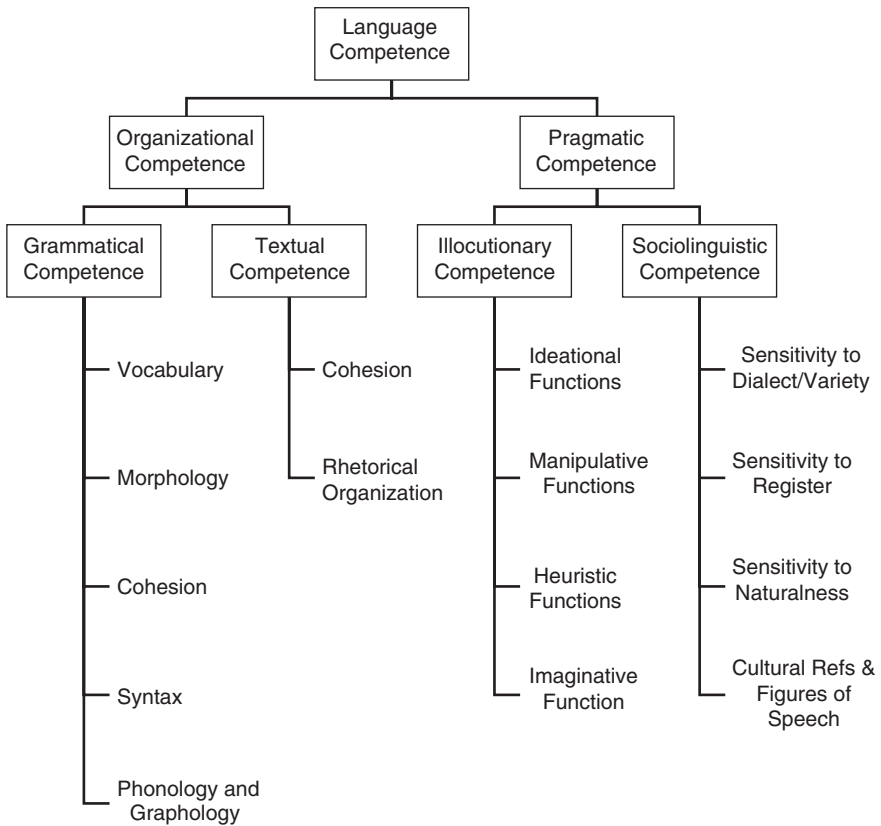 Language
Competence
Organizational
Competence
Pragmatic
Competence
Grammatical
Competence
Textual
Competence
Illocutionary
Competence
Sociolinguistic
Competence
Vocabulary
Morphology
Cohesion
Syntax
Phonology and
Graphology
Cohesion
Rhetorical
Organization
Ideational
Functions
Manipulative
Functions
Heuristic
Functions
Imaginative
Function
Sensitivity to
Dialect/Variety
Sensitivity to
Register
Sensitivity to
Naturalness
Cultural Refs &
Figures of
Speech